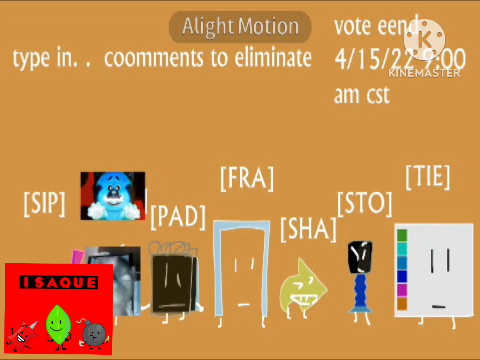 Alight Motion
vote eend
type in. . coomments to eliminate
4/15/22 9:00
am cst
KINEMASTER
[FRA]
[TIE]
[SIP]
[PAD]
[STO]
[SHA]
I SAQUE